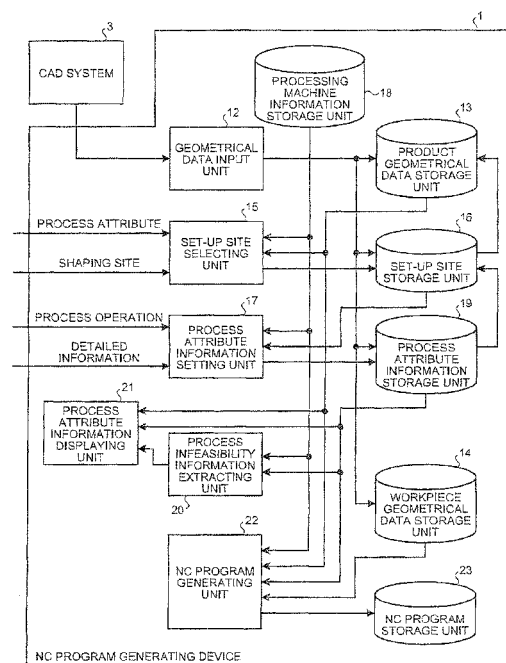 3
1
CAD SYSTEM
PROCESSING
MACHINE
INFORMATION
STORAGE UNIT
18
12
GEOMETRICAL
DATA INPUT
UNIT
13
PRODUCT
GEOMETRICAL
DATA STORAGE
UNIT
PROCESS ATTRIBUTE
SHAPING SITE
15
SET-UP SITE
SELECTING
UNIT
16
SET-UP SITE
STORAGE UNIT
PROCESS OPERATION
DETAILED
INFORMATION
17
PROCESS
ATTRIBUTE
INFORMATION
SETTING UNIT
19
PROCESS
ATTRIBUTE
INFORMATION
STORAGE UNIT
21
PROCESS
ATTRIBUTE
INFORMATION
DISPLAYING
UNIT
PROCESS
INFEASIBILITY
INFORMATION
EXTRACTING
UNIT
20
14
WORKPIECE
GEOMETRICAL
DATA STORAGE
UNIT
22
NC PROGRAM
GENERATING
UNIT
23
NC PROGRAM
STORAGE UNIT
NC PROGRAM GENERATING DEVICE